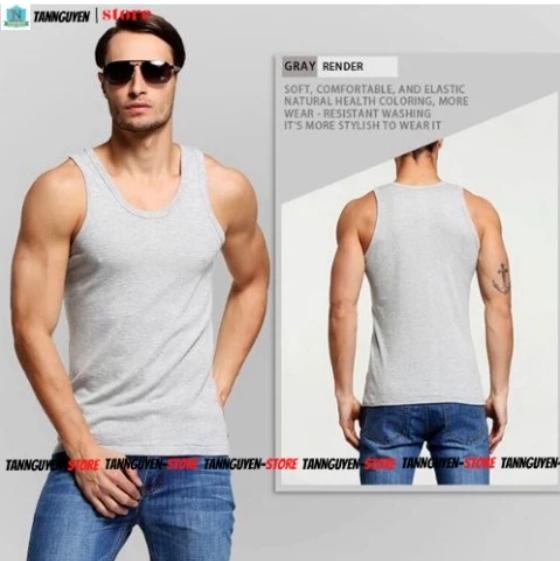 TANNGUYEN | store
GRAY RENDER
SOFT, COMFORTABLE, AND ELASTIC
NATURAL HEALTH COLORING, MORE
WEAR - RESISTANT WASHING
IT'S MORE STYLISH TO WEAR IT
TANNGUYEN-STORE TANNGUYEN-STORE TANNGUYEN-STORE TANNGUYEN-STORE TANNGUYEN-STORE TANNGUYEN-